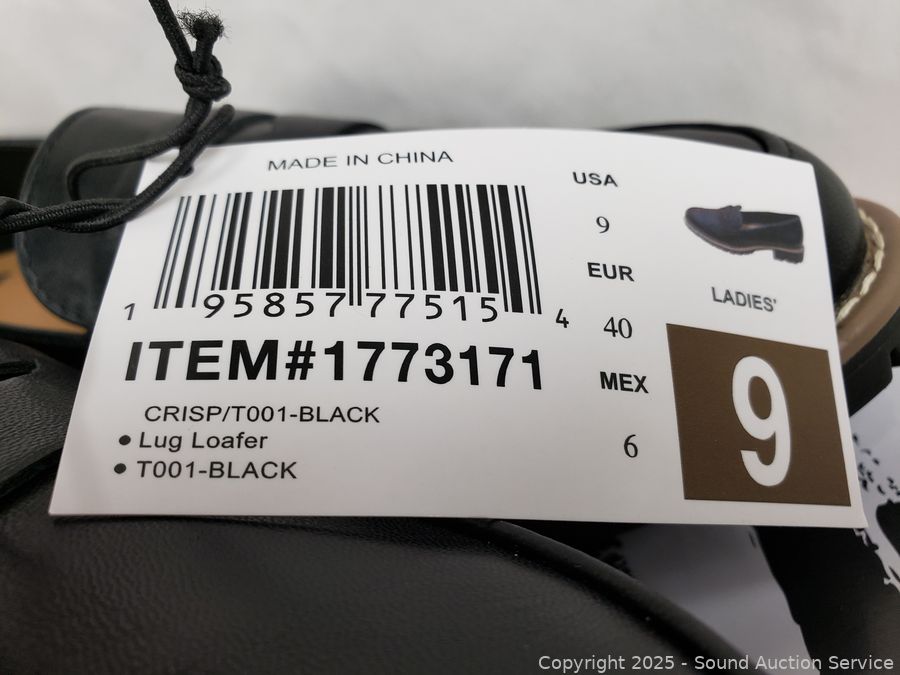 MADE IN CHINA
1 95857 77515 4
ITEM#1773171
CRISP/T001-BLACK
• Lug Loafer
• T001-BLACK
USA
9
EUR
40
MEX
6
LADIES'
9
Copyright © 2025 - Sound Auction Service